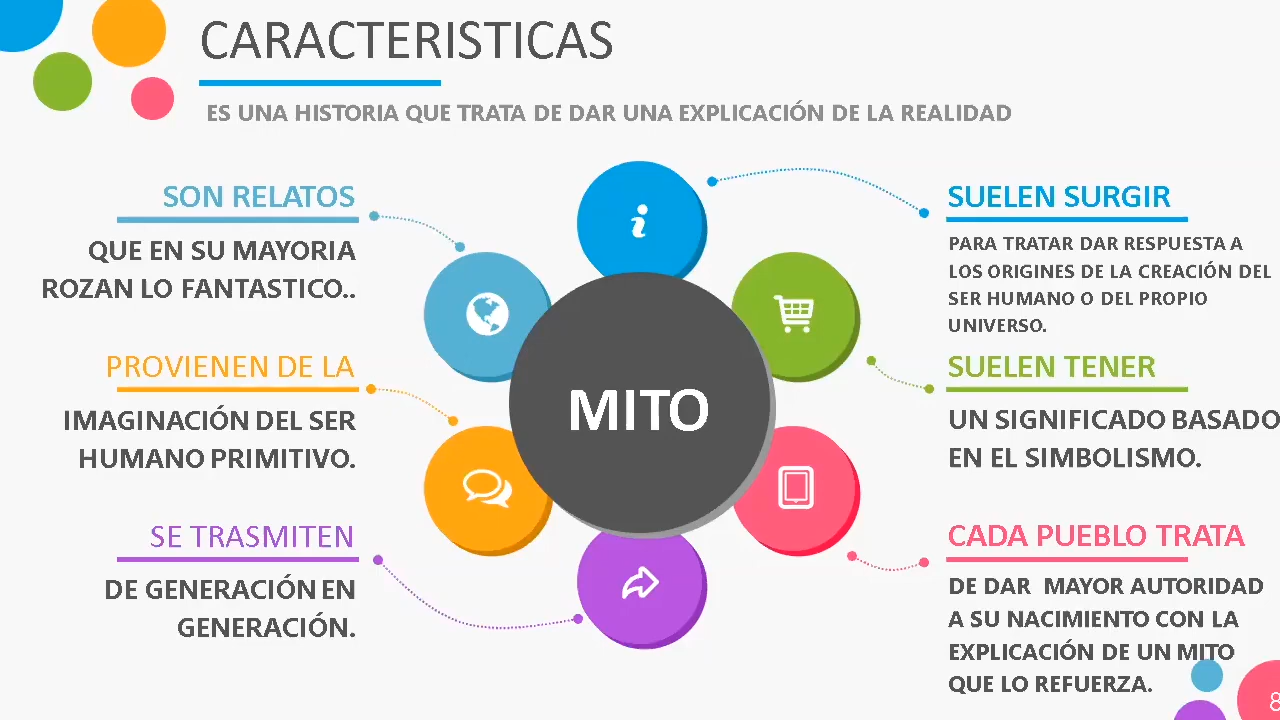 CARACTERISTICAS
ES UNA HISTORIA QUE TRATA DE DAR UNA EXPLICACIÓN DE LA REALIDAD
SON RELATOS
QUE EN SU MAYORIA
ROZAN LO FANTASTICO..
PROVIENEN DE LA
IMAGINACIÓN DEL SER
HUMANO PRIMITIVO.
SE TRASMITEN
DE GENERACIÓN EN
GENERACIÓN.
MITO
SUELEN SURGIR
PARA TRATAR DAR RESPUESTA A
LOS ORIGINES DE LA CREACIÓN DEL
SER HUMANO O DEL PROPIO
UNIVERSO.
SUELEN TENER
UN SIGNIFICADO BASADO
EN EL SIMBOLISMO.
CADA PUEBLO TRATA
DE DAR  MAYOR AUTORIDAD
A SU NACIMIENTO CON LA
EXPLICACIÓN DE UN MITO
QUE LO REFUERZA.
8